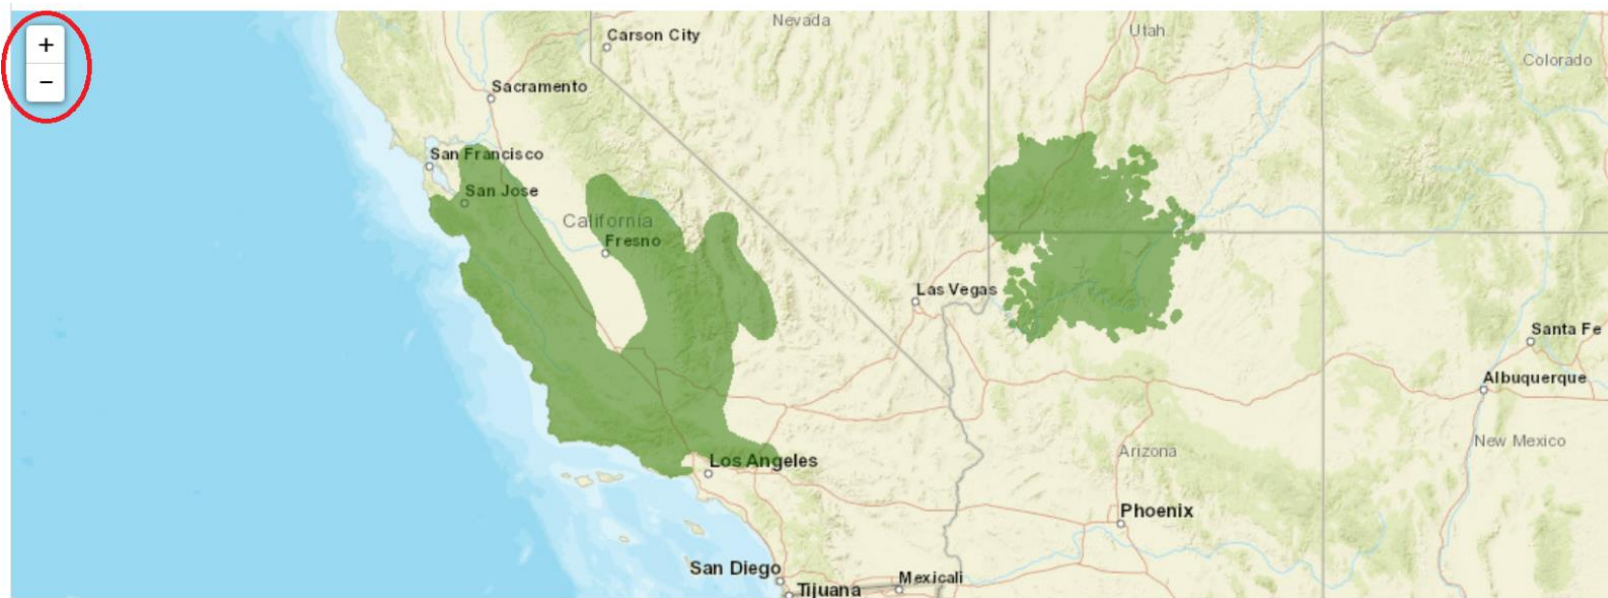 Nevada
+
Carson City
Utah
Colorado
−
Sacramento
San Francisco
San Jose
California
Fresno
Las Vegas
Santa Fe
Albuquerque
New Mexico
Arizona
Los Angeles
Phoenix
San Diego
Mexicali
Tijuana